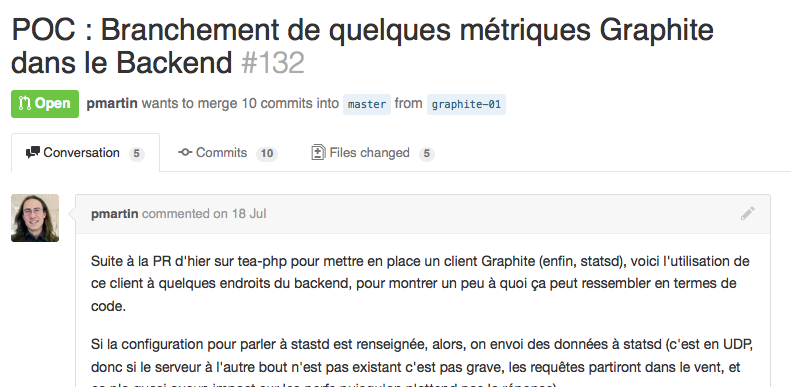 POC : Branchement de quelques métriques Graphite
dans le Backend #132
Open pmartin wants to merge 10 commits into master from graphite-01
Conversation 5 Commits 10 Files changed 5
pmartin commented on 18 Jul
Suite à la PR d'hier sur tea-php pour mettre en place un client Graphite (enfin, statsd), voici l'utilisation de
ce client à quelques endroits du backend, pour montrer un peu à quoi ça peut ressembler en termes de
code.
Si la configuration pour parler à stastd est renseignée, alors, on envoi des données à statsd (c'est en UDP,
donc si le serveur à l'autre bout n'est pas existant c'est pas grave, les requêtes partiront dans le vent, et